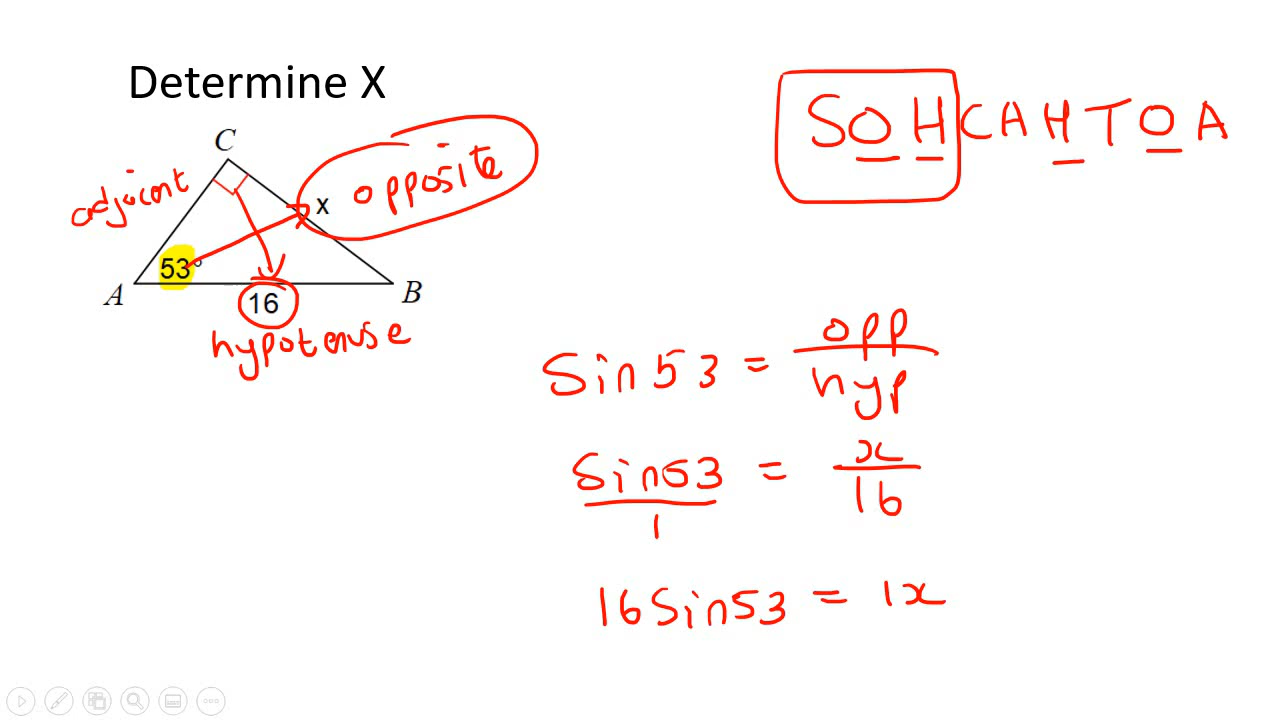 Determine X
SOHCAHTOA
C
adjacent
x
opposite
53°
A
B
16
hypotenuse
Sin 53 = opp/hyp
Sin53/1 = x/16
16Sin53 = 1x